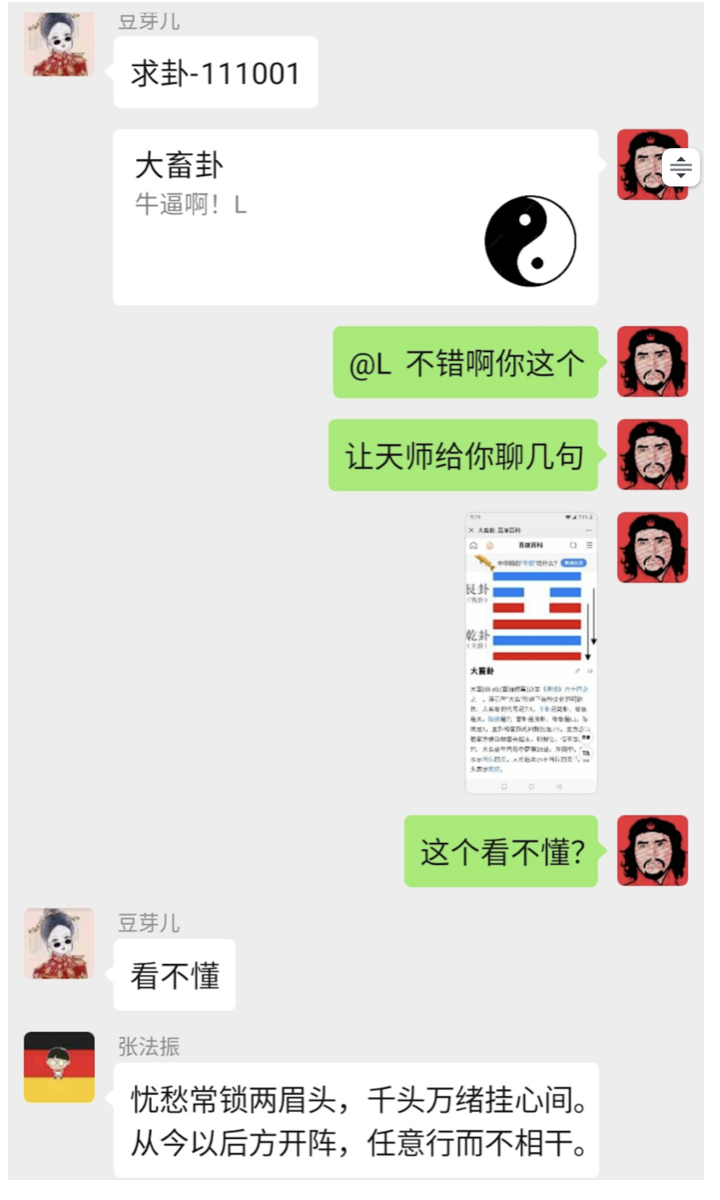 豆芽儿
求卦-111001
大畜卦
牛逼啊！L
@L 不错啊你这个
让天师给你聊几句
大畜卦_百度百科
百度百科
艮卦
乾卦
大畜卦
这个看不懂？
豆芽儿
看不懂
张法振
忧愁常锁两眉头，千头万绪挂心间。
从今以后方开阵，任意行而不相干。